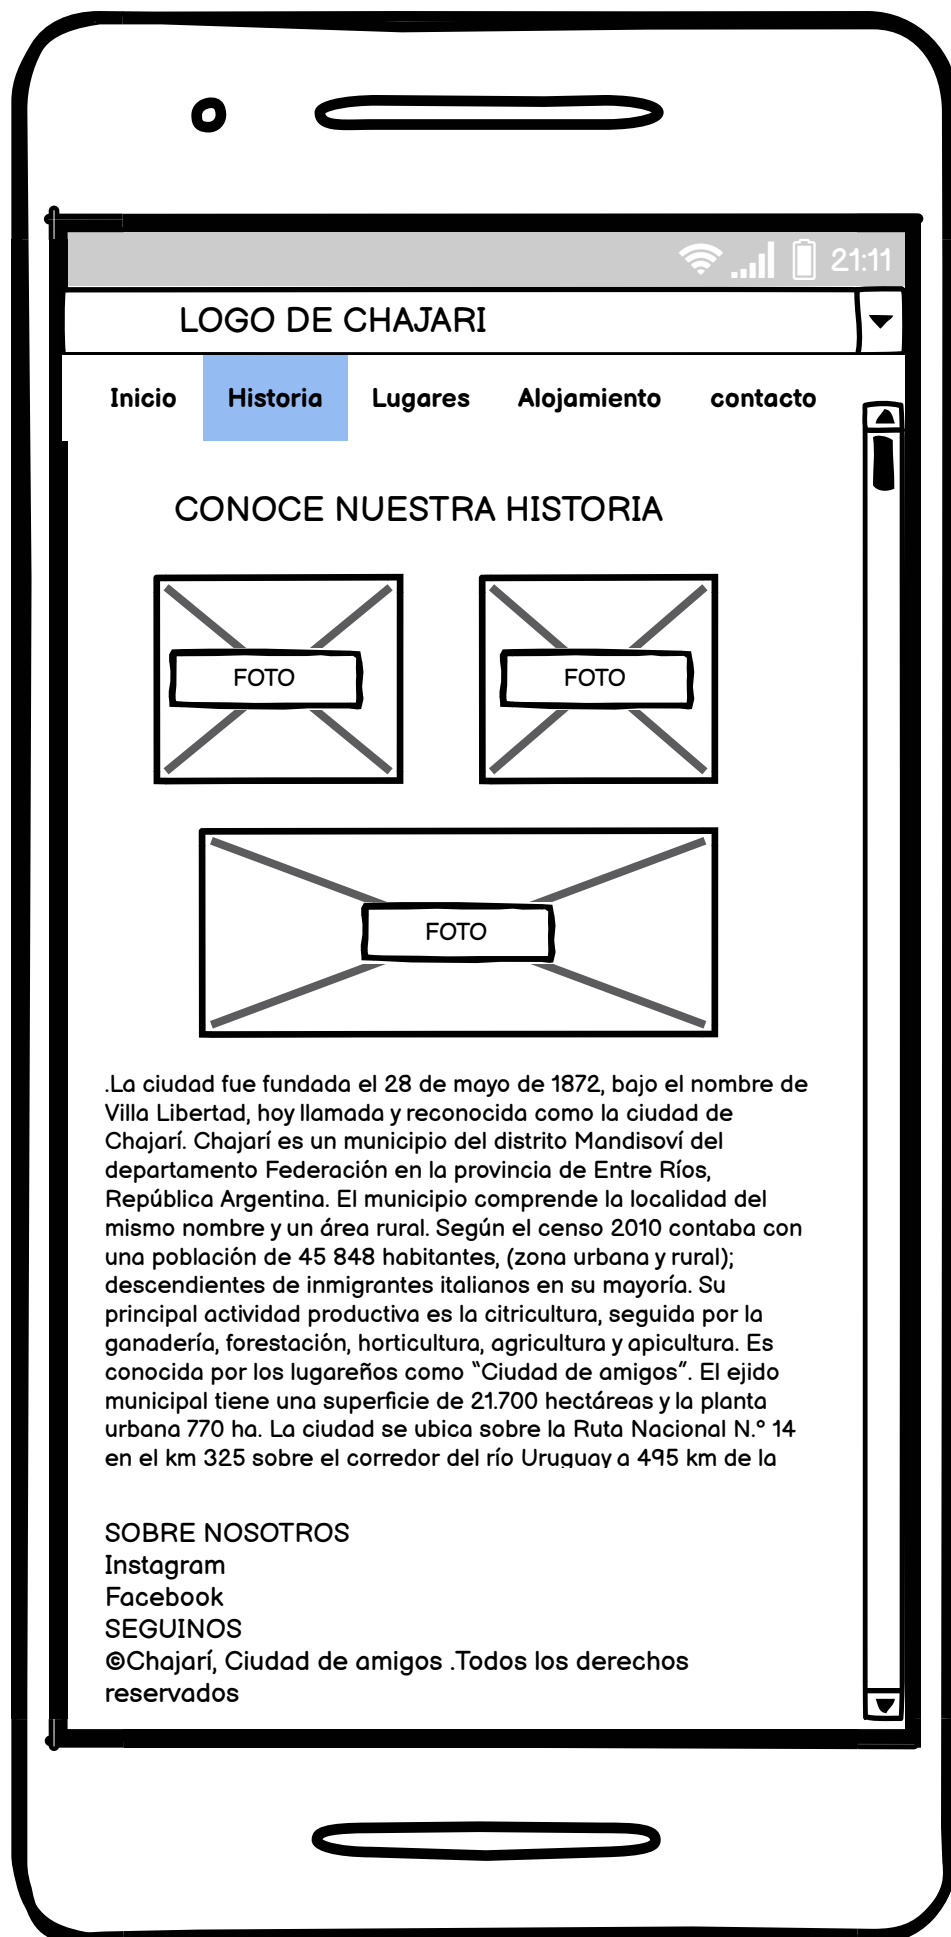 21:11
LOGO DE CHAJARI
Inicio Historia Lugares Alojamiento contacto
CONOCE NUESTRA HISTORIA
FOTO FOTO
FOTO
.La ciudad fue fundada el 28 de mayo de 1872, bajo el nombre de
Villa Libertad, hoy llamada y reconocida como la ciudad de
Chajarí. Chajarí es un municipio del distrito Mandisoví del
departamento Federación en la provincia de Entre Ríos,
República Argentina. El municipio comprende la localidad del
mismo nombre y un área rural. Según el censo 2010 contaba con
una población de 45 848 habitantes, (zona urbana y rural);
descendientes de inmigrantes italianos en su mayoría. Su
principal actividad productiva es la citricultura, seguida por la
ganadería, forestación, horticultura, agricultura y apicultura. Es
conocida por los lugareños como “Ciudad de amigos”. El ejido
municipal tiene una superficie de 21.700 hectáreas y la planta
urbana 770 ha. La ciudad se ubica sobre la Ruta Nacional N.º 14
en el km 325 sobre el corredor del río Uruguay a 495 km de la
SOBRE NOSOTROS
Instagram
Facebook
SEGUINOS
©Chajarí, Ciudad de amigos .Todos los derechos
reservados